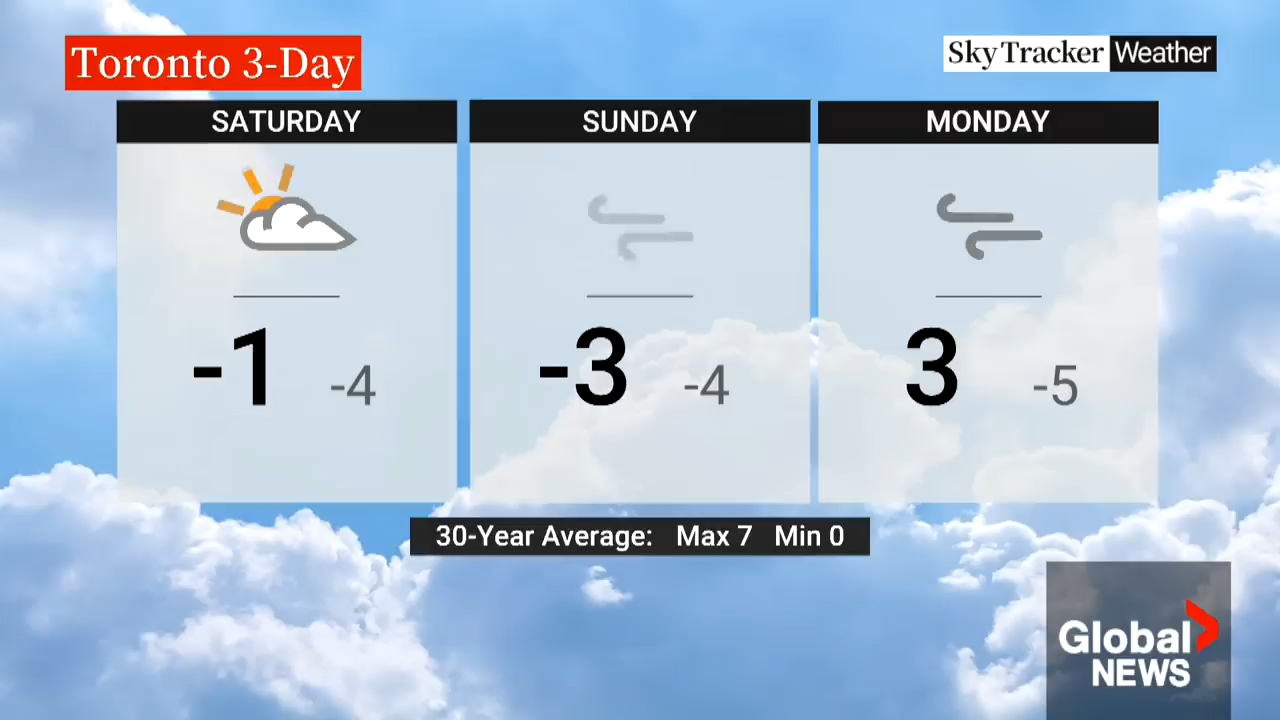 Toronto 3-Day
SkyTracker Weather
SATURDAY
-1 -4
SUNDAY
-3 -4
MONDAY
3 -5
30-Year Average: Max 7 Min 0
Global
NEWS